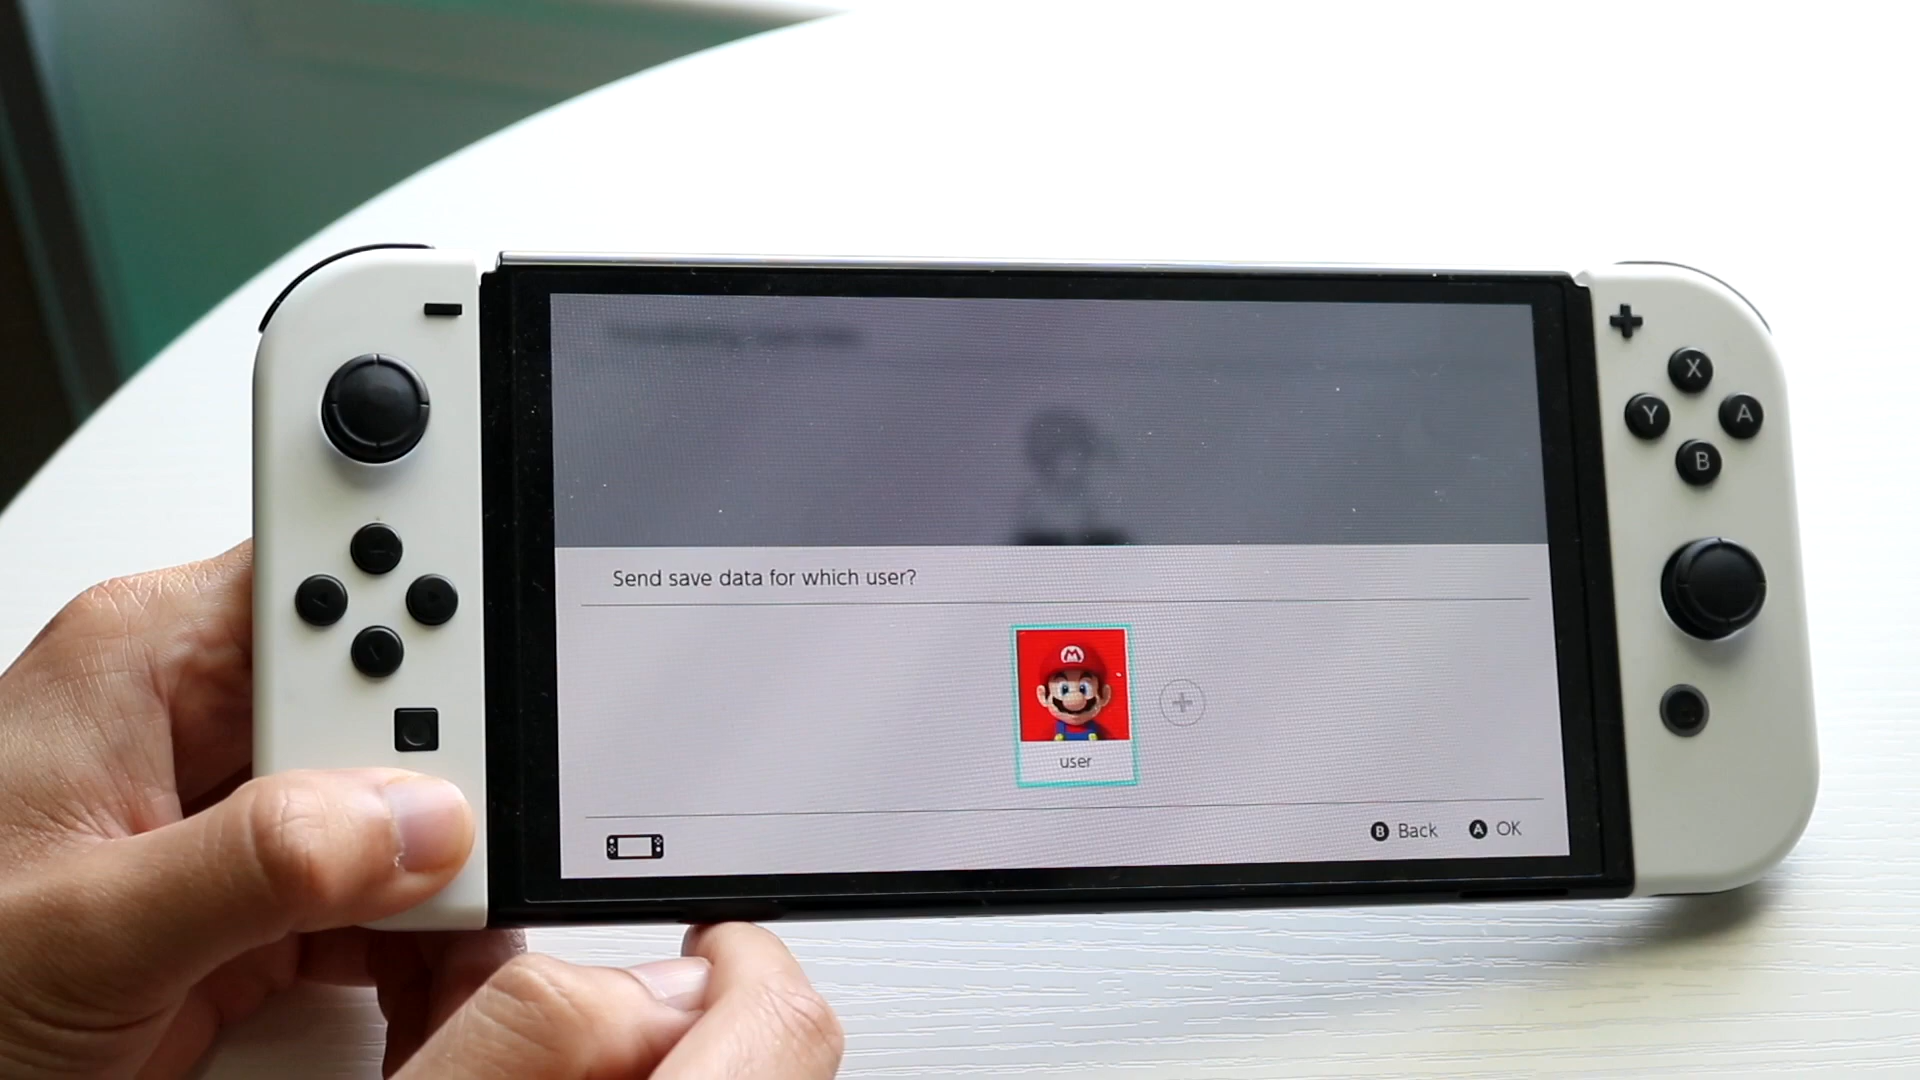 Send save data for which user?
M
user
B Back A OK
X
Y A
B